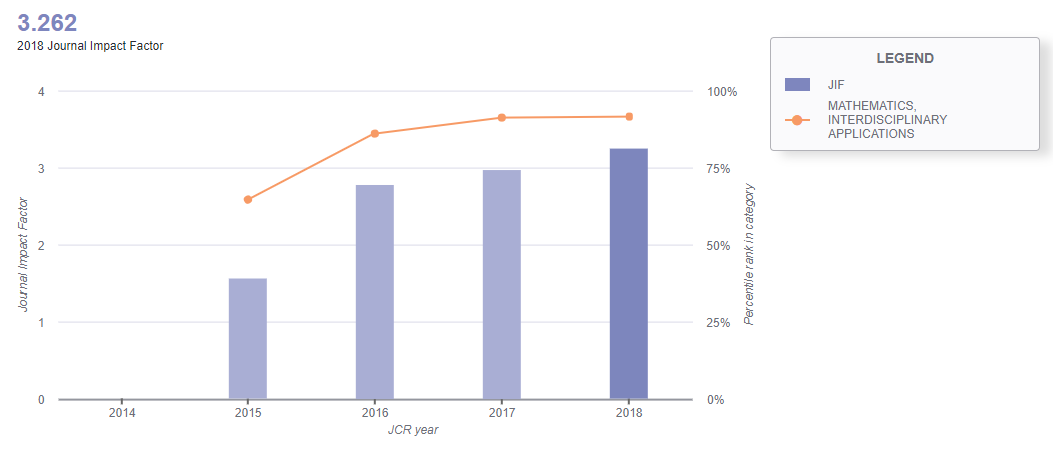 3.262
2018 Journal Impact Factor
LEGEND
JIF
MATHEMATICS,
INTERDISCIPLINARY
APPLICATIONS
4
3
2
1
0
Journal Impact Factor
100%
75%
50%
25%
0%
Percentile rank in category
2014 2015 2016 2017 2018
JCR year